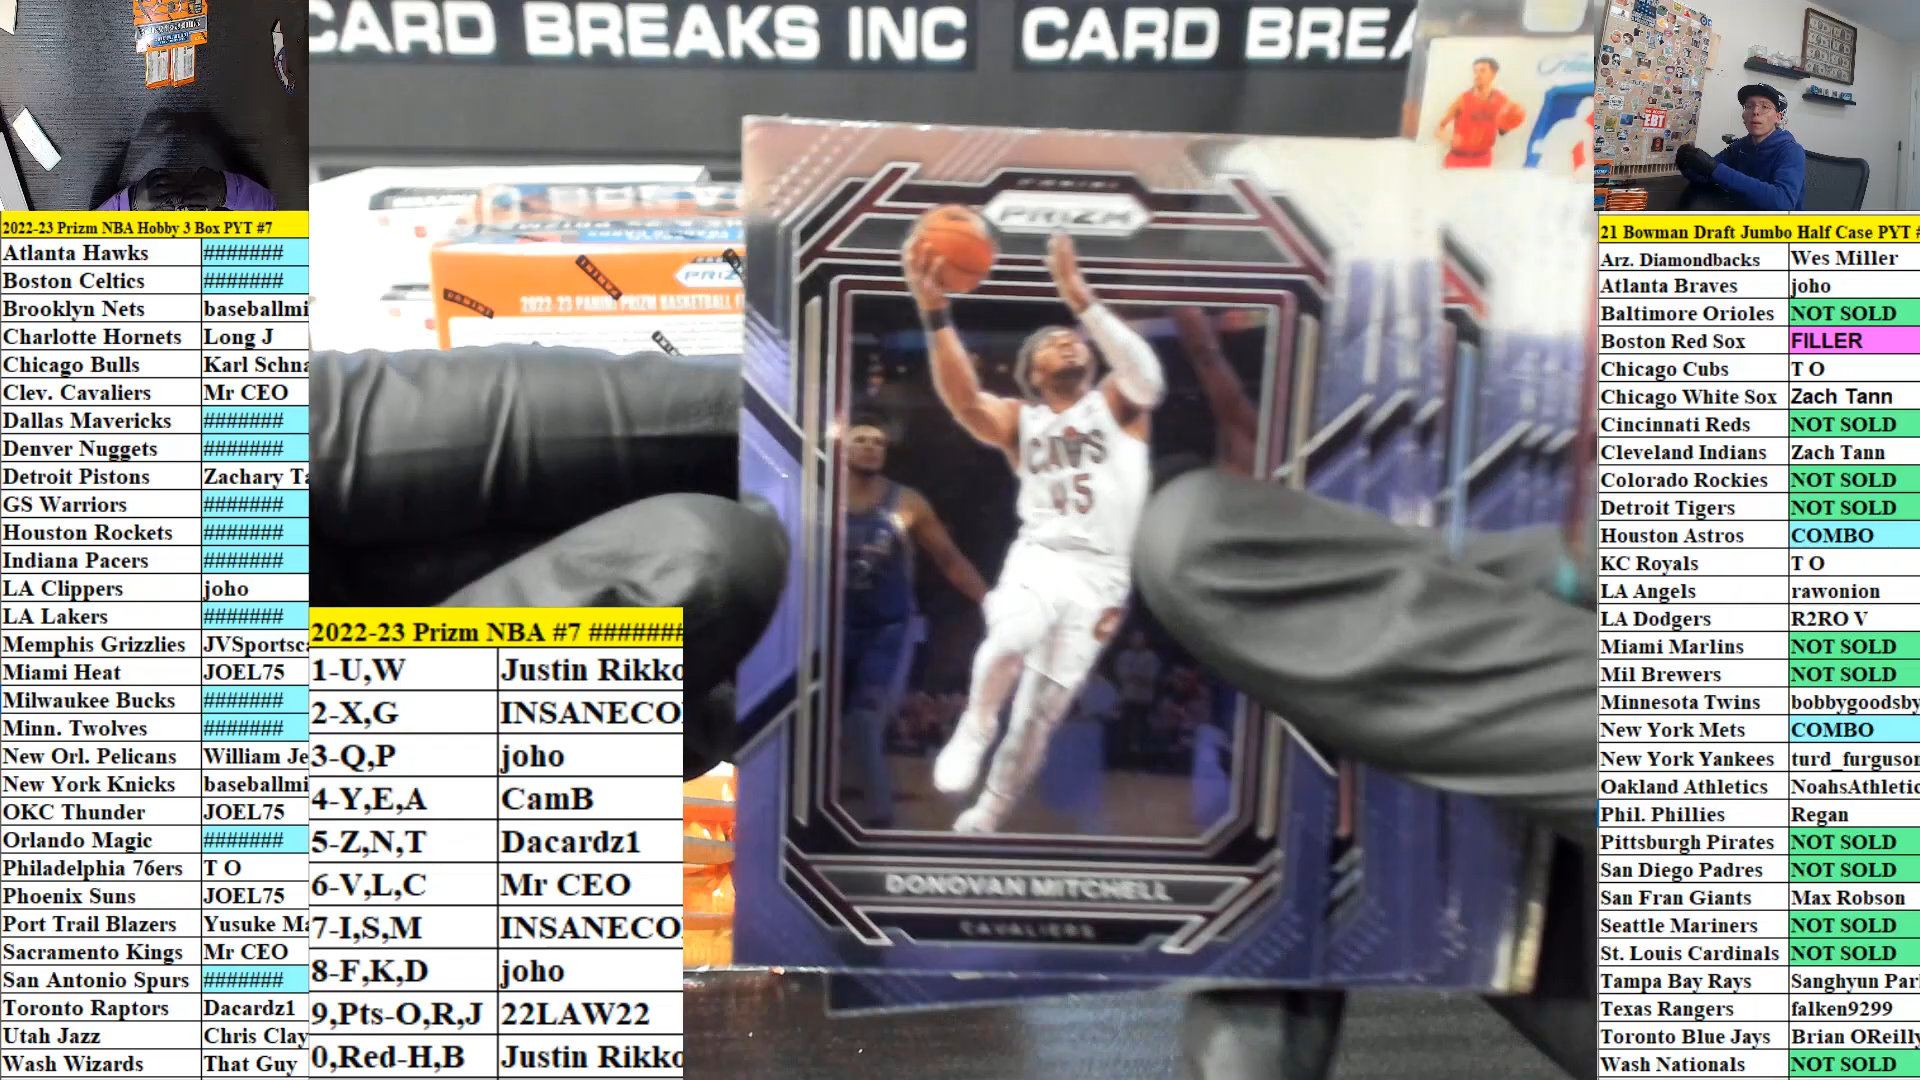 CARD BREAKS INC CARD BREA
EBT
PRIZM
2022-23 PANINI PRIZM BASKETBALL
PANINI
PRIZM
CAVS
45
DONOVAN MITCHELL
CAVALIERS
2022-23 Prizm NBA Hobby 3 Box PYT #7
Atlanta Hawks #######
Boston Celtics #######
Brooklyn Nets baseballmi
Charlotte Hornets Long J
Chicago Bulls Karl Schna
Clev. Cavaliers Mr CEO
Dallas Mavericks #######
Denver Nuggets #######
Detroit Pistons Zachary Ta
GS Warriors #######
Houston Rockets #######
Indiana Pacers #######
LA Clippers joho
LA Lakers #######
Memphis Grizzlies JVSportsca
Miami Heat JOEL75
Milwaukee Bucks #######
Minn. Twolves #######
New Orl. Pelicans William Je
New York Knicks baseballmi
OKC Thunder JOEL75
Orlando Magic #######
Philadelphia 76ers T O
Phoenix Suns JOEL75
Port Trail Blazers Yusuke Ma
Sacramento Kings Mr CEO
San Antonio Spurs #######
Toronto Raptors Dacardz1
Utah Jazz Chris Clay
Wash Wizards That Guy
2022-23 Prizm NBA #7 #######
1-U,W Justin Rikko
2-X,G INSANECO
3-Q,P joho
4-Y,E,A CamB
5-Z,N,T Dacardz1
6-V,L,C Mr CEO
7-I,S,M INSANECO
8-F,K,D joho
9,Pts-O,R,J 22LAW22
0,Red-H,B Justin Rikko
21 Bowman Draft Jumbo Half Case PYT #
Arz. Diamondbacks Wes Miller
Atlanta Braves joho
Baltimore Orioles NOT SOLD
Boston Red Sox FILLER
Chicago Cubs T O
Chicago White Sox Zach Tann
Cincinnati Reds NOT SOLD
Cleveland Indians Zach Tann
Colorado Rockies NOT SOLD
Detroit Tigers NOT SOLD
Houston Astros COMBO
KC Royals T O
LA Angels rawonion
LA Dodgers R2RO V
Miami Marlins NOT SOLD
Mil Brewers NOT SOLD
Minnesota Twins bobbygoodsby
New York Mets COMBO
New York Yankees turd_furguson
Oakland Athletics NoahsAthletic
Phil. Phillies Regan
Pittsburgh Pirates NOT SOLD
San Diego Padres NOT SOLD
San Fran Giants Max Robson
Seattle Mariners NOT SOLD
St. Louis Cardinals NOT SOLD
Tampa Bay Rays Sanghyun Par
Texas Rangers falken9299
Toronto Blue Jays Brian OReilly
Wash Nationals NOT SOLD